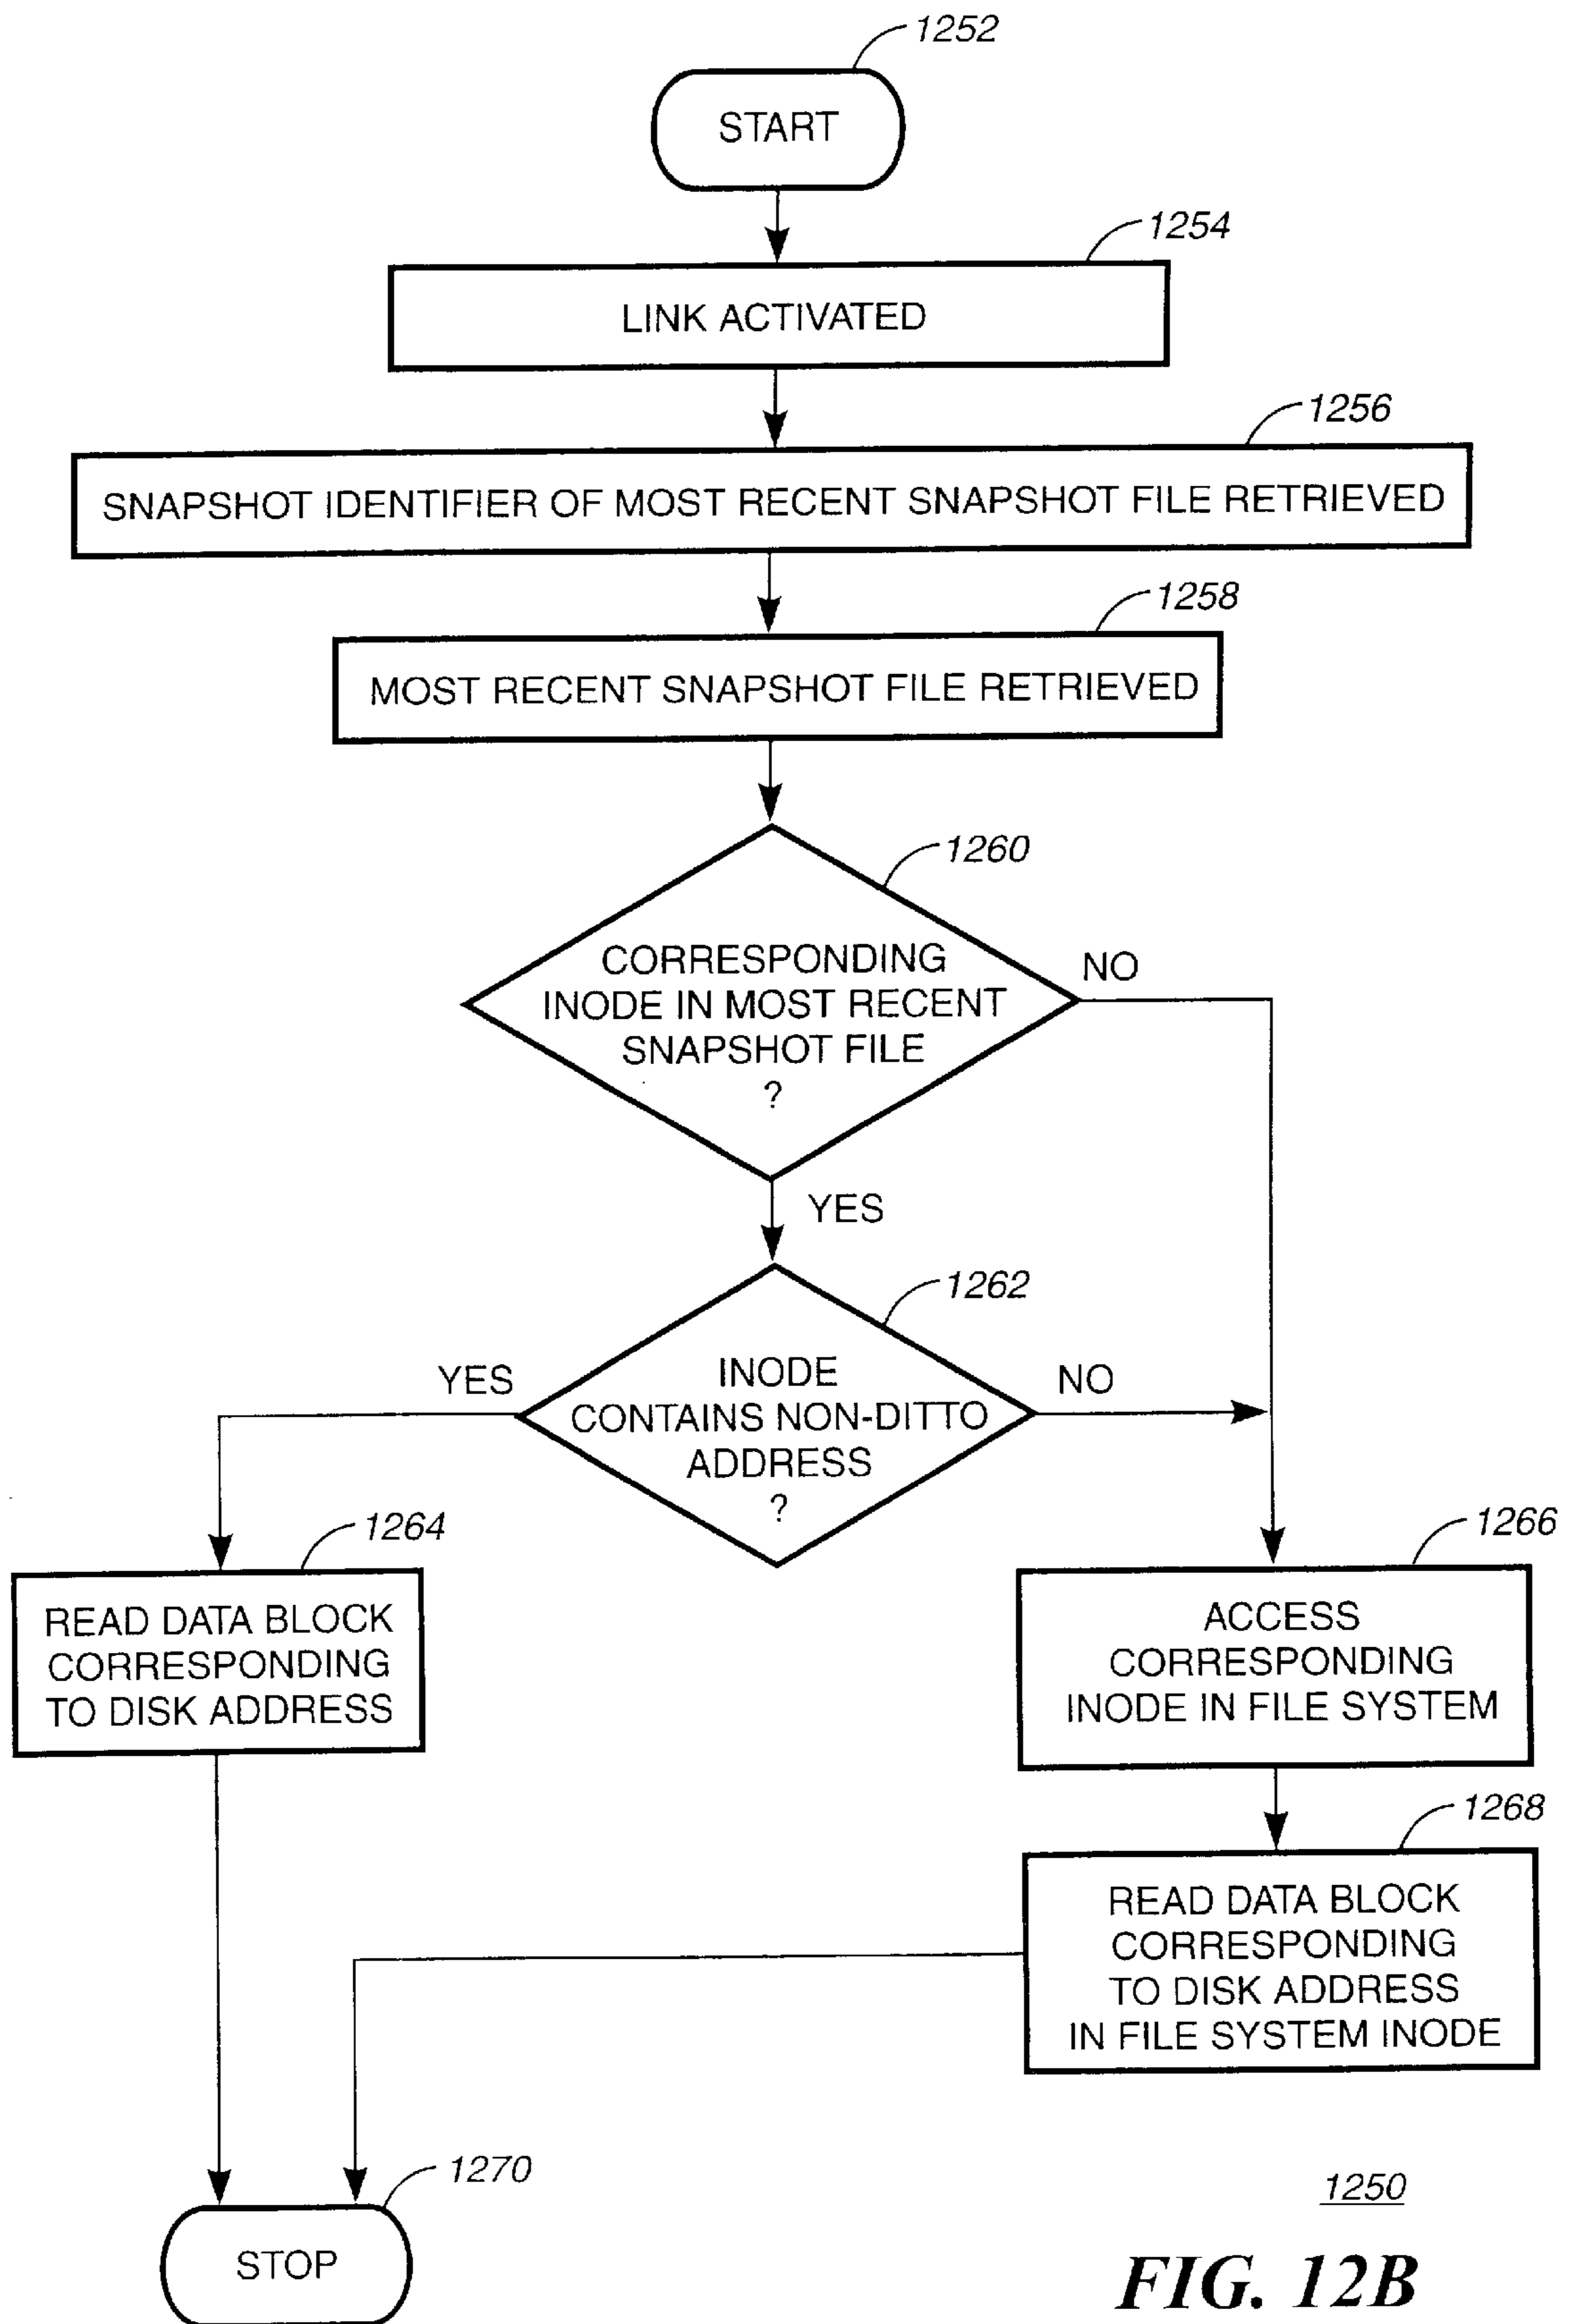 1252
START
1254
LINK ACTIVATED
1256
SNAPSHOT IDENTIFIER OF MOST RECENT SNAPSHOT FILE RETRIEVED
1258
MOST RECENT SNAPSHOT FILE RETRIEVED
1260
CORRESPONDING
INODE IN MOST RECENT
SNAPSHOT FILE
?
NO
YES
1262
INODE
CONTAINS NON-DITTO
ADDRESS
?
YES
NO
1264
READ DATA BLOCK
CORRESPONDING
TO DISK ADDRESS
1266
ACCESS
CORRESPONDING
INODE IN FILE SYSTEM
1268
READ DATA BLOCK
CORRESPONDING
TO DISK ADDRESS
IN FILE SYSTEM INODE
1270
STOP
1250
FIG. 12B